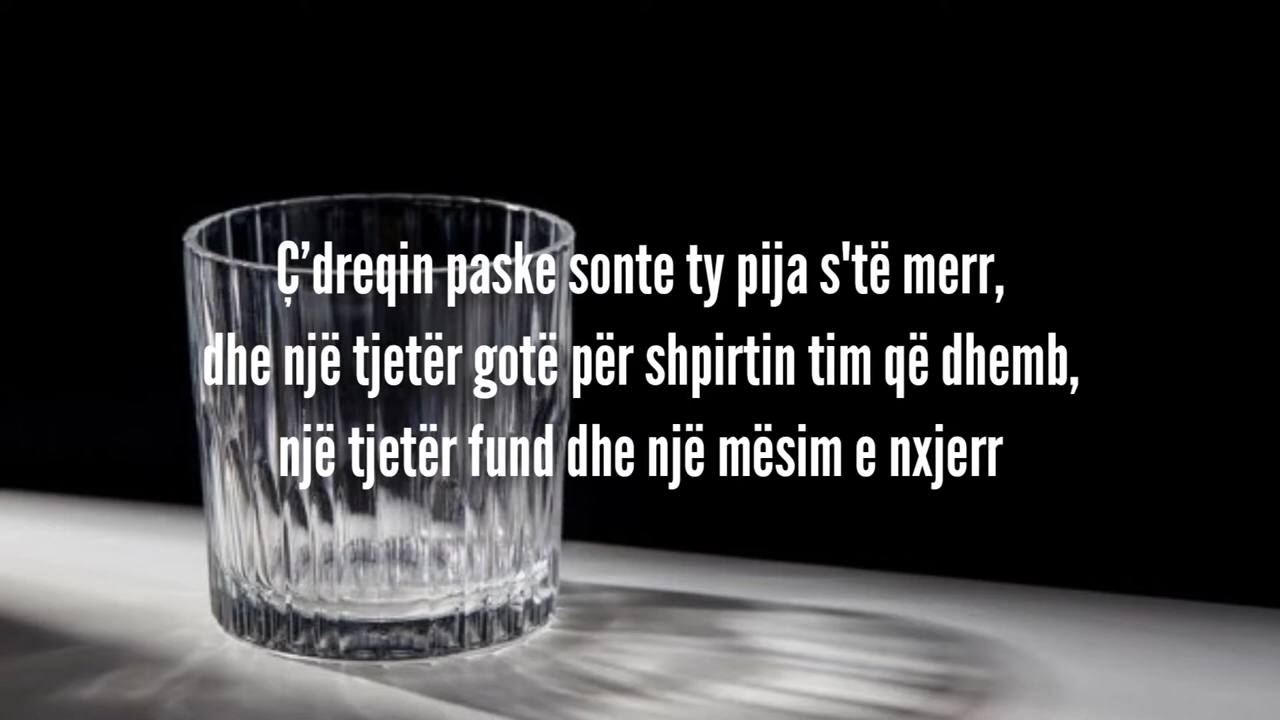 Ç’dreqin paske sonte ty pija s'të merr,
dhe një tjetër gotë për shpirtin tim që dhemb,
një tjetër fund dhe një mësim e nxjerr